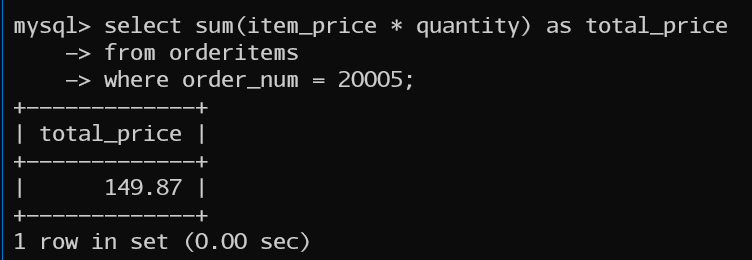 mysql> select sum(item_price * quantity) as total_price
    -> from orderitems
    -> where order_num = 20005;
+-------------+
| total_price |
+-------------+
|      149.87 |
+-------------+
1 row in set (0.00 sec)